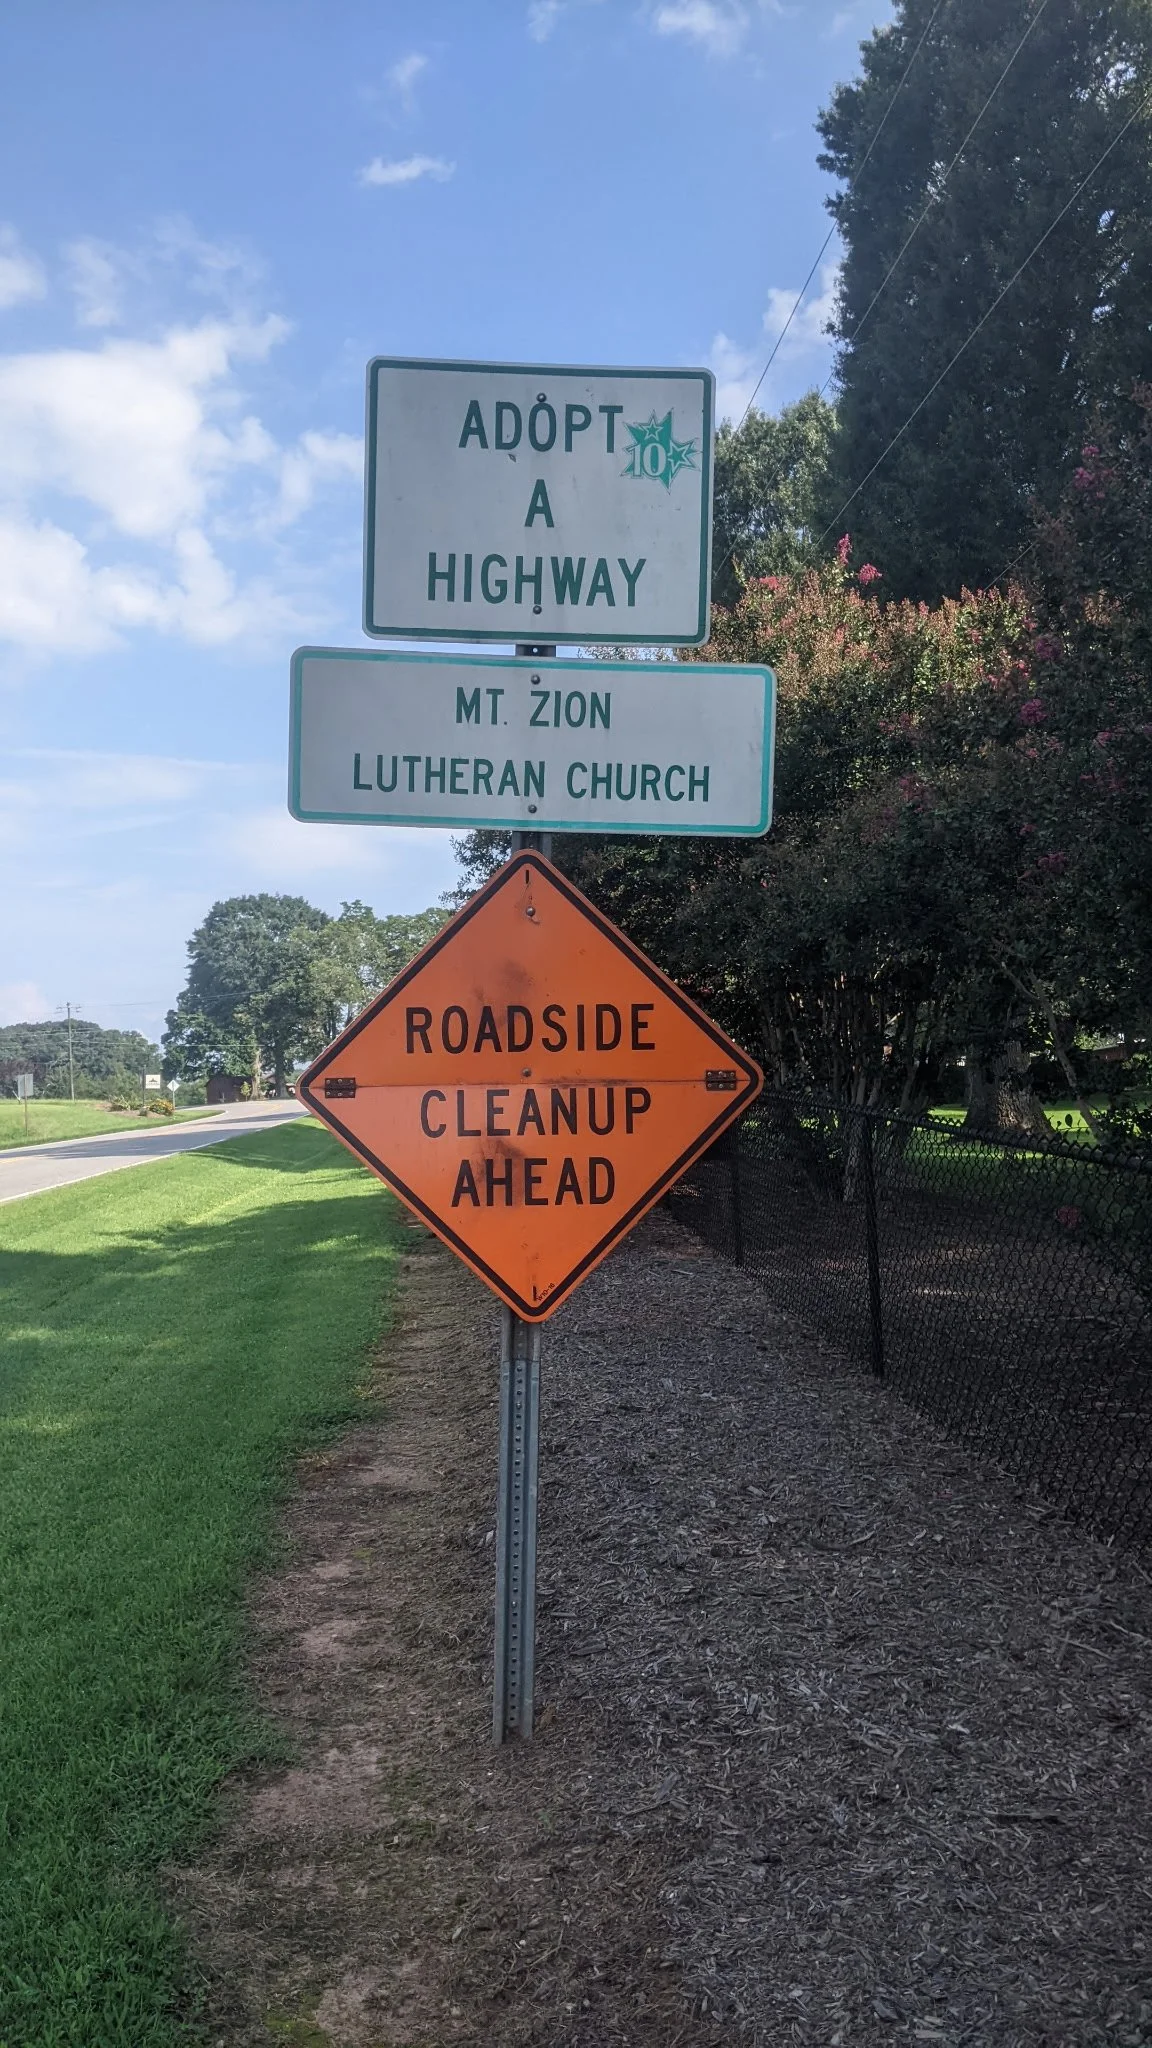 ADOPT
10
A
HIGHWAY
MT. ZION
LUTHERAN CHURCH
ROADSIDE
CLEANUP
AHEAD